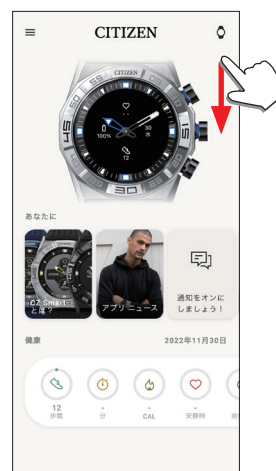 CITIZEN
CITIZEN
100%
30
水
12
あなたに
CZ Smart
とは？
アプリ ニュース
通知をオンに
しましょう！
健康
2022年11月30日
12
歩数
-
分
-
CAL
-
安静時